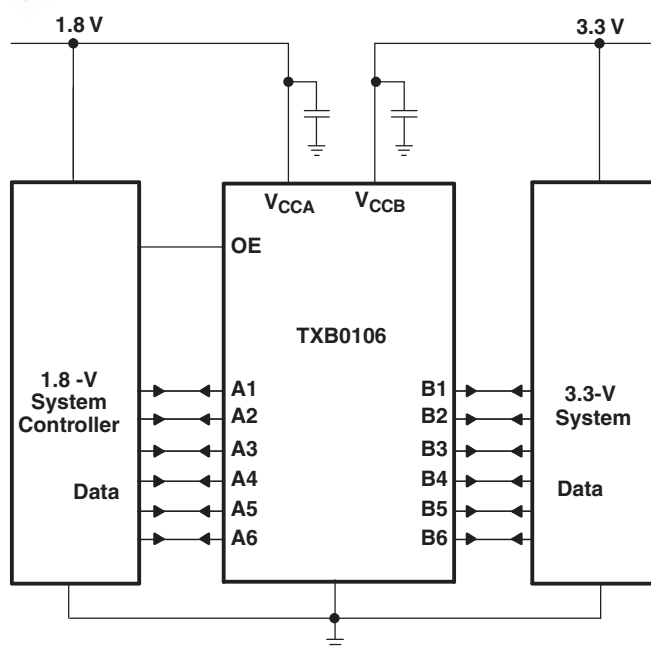 1.8 V
3.3 V
VCCA
VCCB
OE
TXB0106
1.8 -V
System
Controller
Data
A1
A2
A3
A4
A5
A6
B1
B2
B3
B4
B5
B6
3.3-V
System
Data